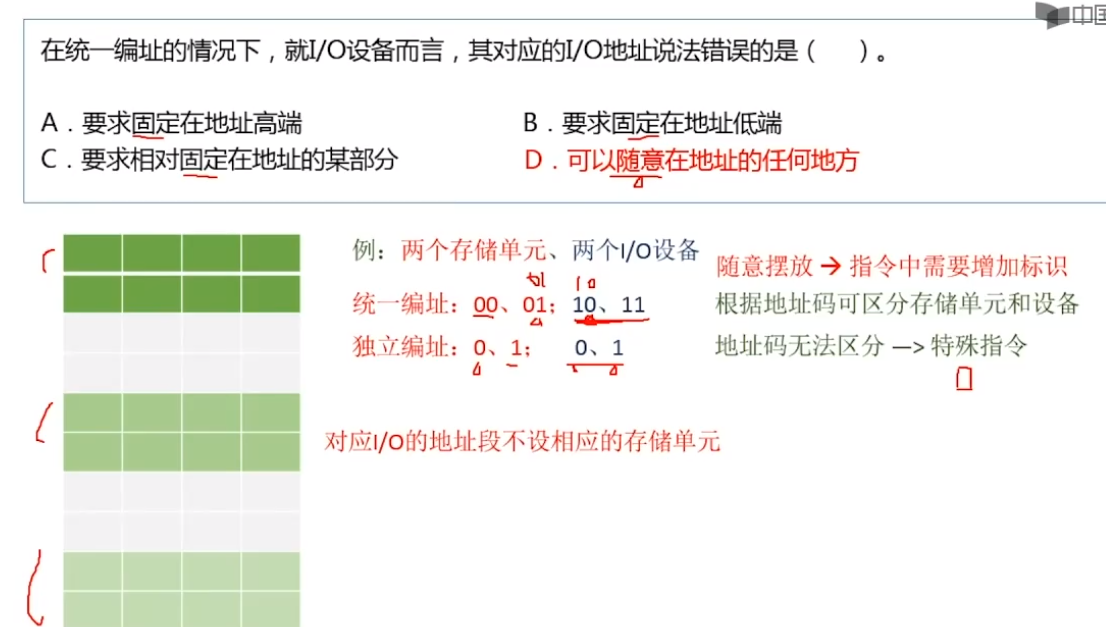 中国
在统一编址的情况下，就I/O设备而言，其对应的I/O地址说法错误的是（　　）。
A．要求固定在地址高端　　B．要求固定在地址低端
C．要求相对固定在地址的某部分　　D．可以随意在地址的任何地方
例：两个存储单元、两个I/O设备　　随意摆放 → 指令中需要增加标识
10
统一编址：00、01；10、11　　根据地址码可区分存储单元和设备
独立编址：0、1；　0、1　　地址码无法区分 —> 特殊指令
对应I/O的地址段不设相应的存储单元